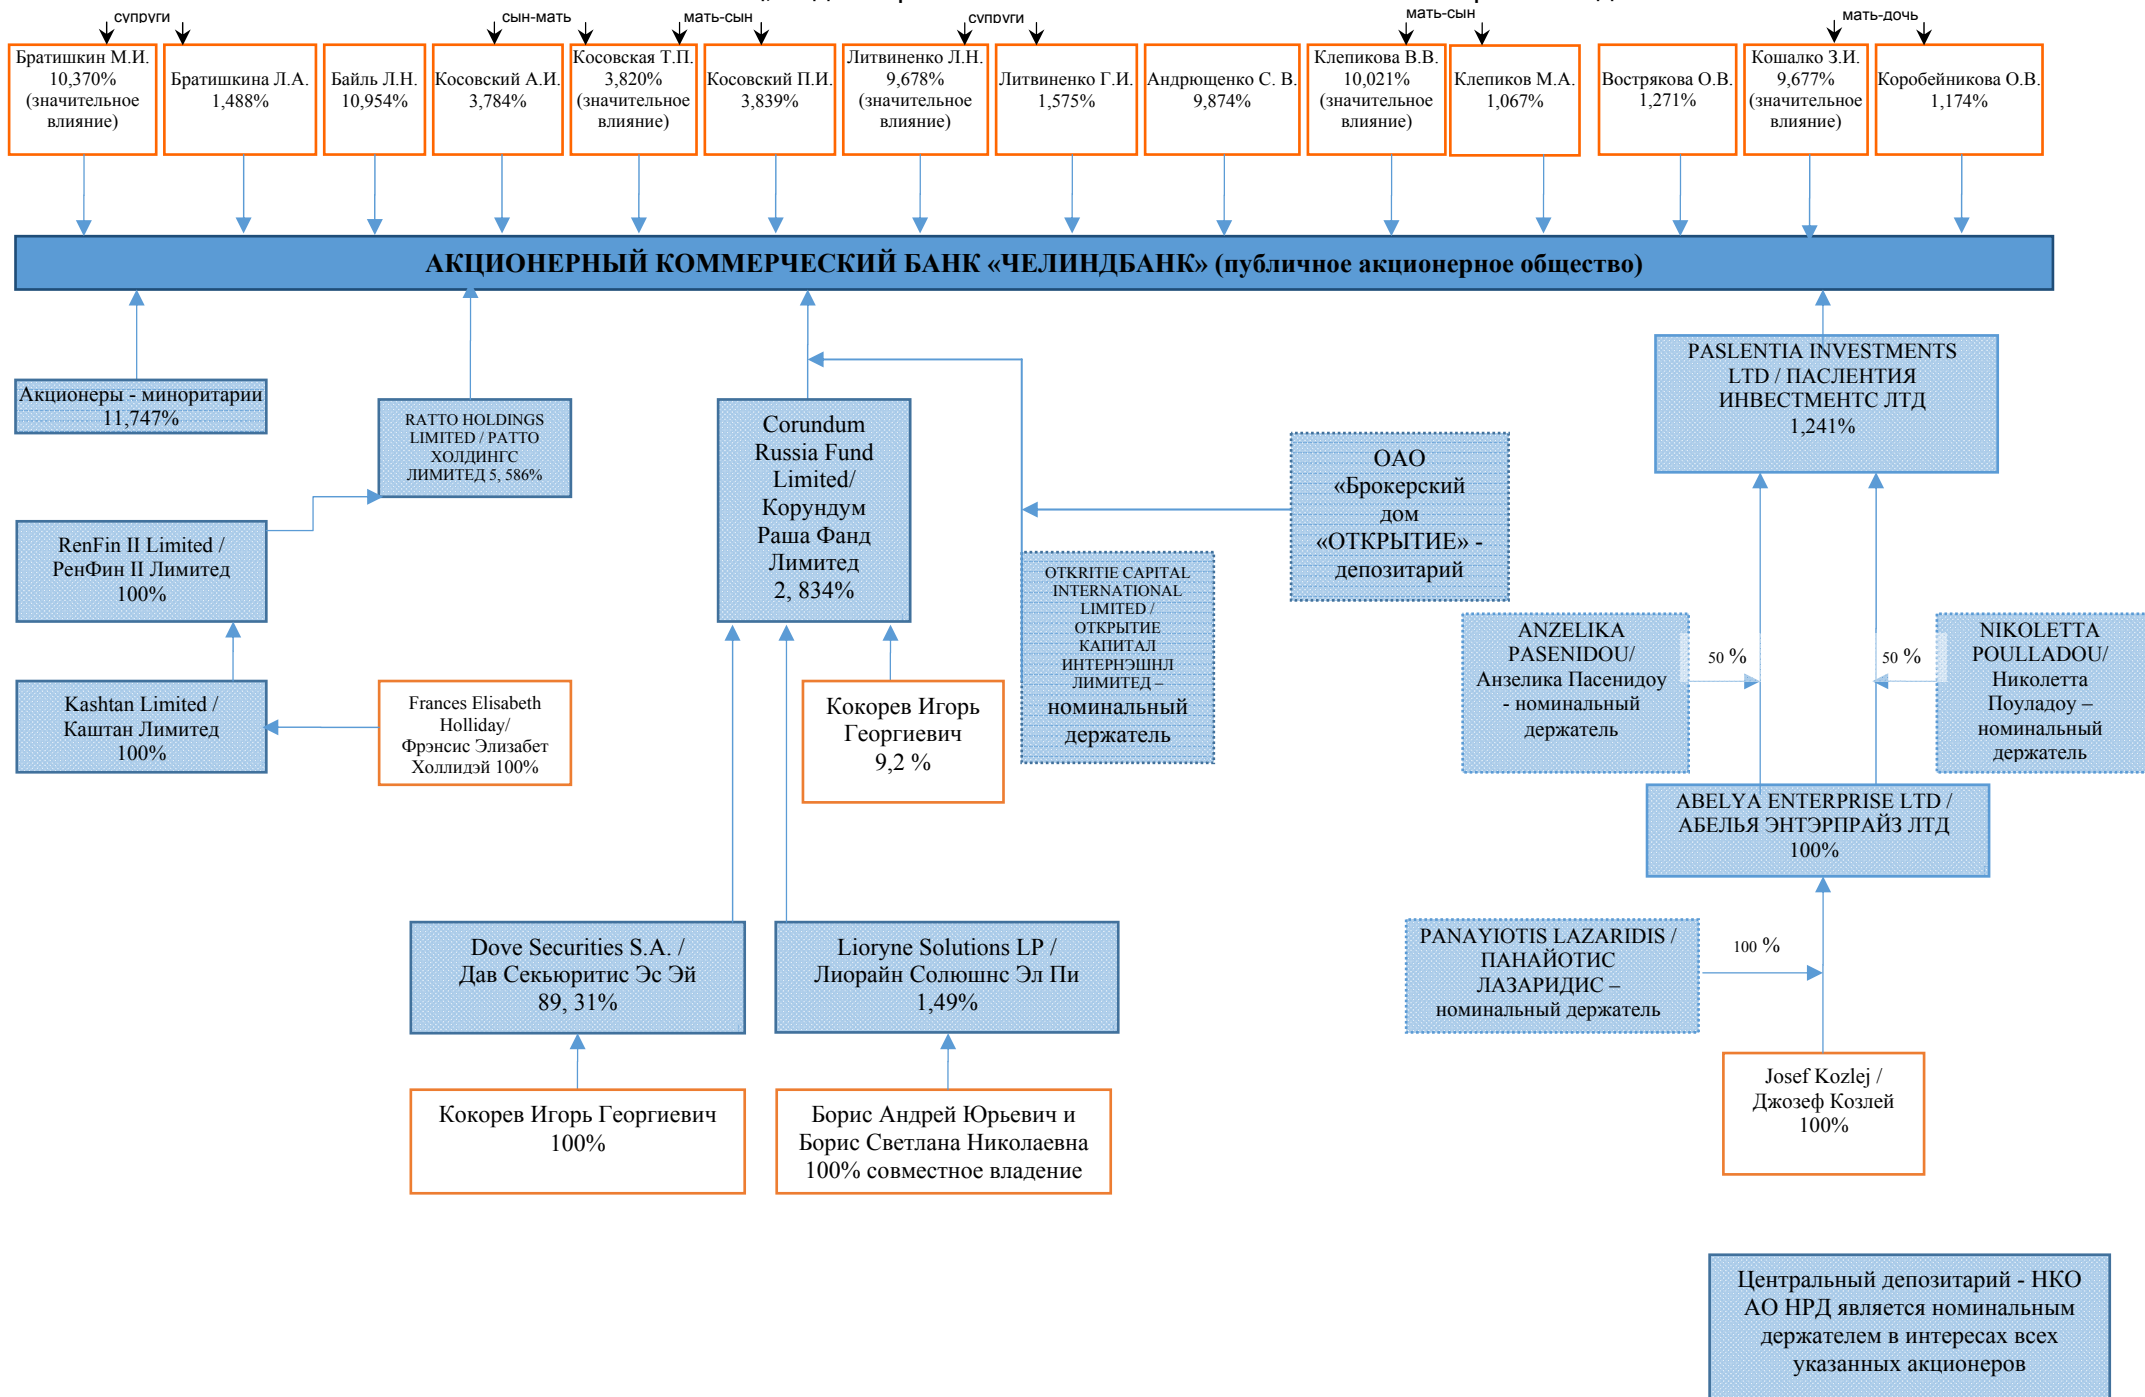 супруги
сын-мать
мать-сын
супруги
мать-сын
мать-дочь
Братишкин М.И.
10,370%
(значительное
влияние)
Братишкина Л.А.
1,488%
Байль Л.Н.
10,954%
Косовский А.И.
3,784%
Косовская Т.П.
3,820%
(значительное
влияние)
Косовский П.И.
3,839%
Литвиненко Л.Н.
9,678%
(значительное
влияние)
Литвиненко Г.И.
1,575%
Андрющенко С. В.
9,874%
Клепикова В.В.
10,021%
(значительное
влияние)
Клепиков М.А.
1,067%
Вострякова О.В.
1,271%
Кошалко З.И.
9,677%
(значительное
влияние)
Коробейникова О.В.
1,174%
АКЦИОНЕРНЫЙ КОММЕРЧЕСКИЙ БАНК «ЧЕЛИНДБАНК» (публичное акционерное общество)
Акционеры - миноритарии
11,747%
RATTO HOLDINGS
LIMITED / РАТТО
ХОЛДИНГС
ЛИМИТЕД 5, 586%
RenFin II Limited /
РенФин II Лимитед
100%
Kashtan Limited /
Каштан Лимитед
100%
Frances Elisabeth
Holliday/
Фрэнсис Элизабет
Холлидэй 100%
Corundum
Russia Fund
Limited/
Корундум
Раша Фанд
Лимитед
2, 834%
Кокорев Игорь
Георгиевич
9,2 %
OTKRITIE CAPITAL
INTERNATIONAL
LIMITED /
ОТКРЫТИЕ
КАПИТАЛ
ИНТЕРНЭШНЛ
ЛИМИТЕД –
номинальный
держатель
ОАО
«Брокерский
дом
«ОТКРЫТИЕ» -
депозитарий
PASLENTIA INVESTMENTS
LTD / ПАСЛЕНТИЯ
ИНВЕСТМЕНТС ЛТД
1,241%
ANZELIKA
PASENIDOU/
Анзелика Пасенидоу
- номинальный
держатель
50 %
50 %
NIKOLETTA
POULLADOU/
Николетта
Поуладоу –
номинальный
держатель
ABELYA ENTERPRISE LTD /
АБЕЛЬЯ ЭНТЭРПРАЙЗ ЛТД
100%
Dove Securities S.A. /
Дав Секьюритис Эс Эй
89, 31%
Lioryne Solutions LP /
Лиорайн Солюшнс Эл Пи
1,49%
PANAYIOTIS LAZARIDIS /
ПАНАЙОТИС
ЛАЗАРИДИС –
номинальный держатель
100 %
Кокорев Игорь Георгиевич
100%
Борис Андрей Юрьевич и
Борис Светлана Николаевна
100% совместное владение
Josef Kozlej /
Джозеф Козлей
100%
Центральный депозитарий - НКО
АО НРД является номинальным
держателем в интересах всех
указанных акционеров